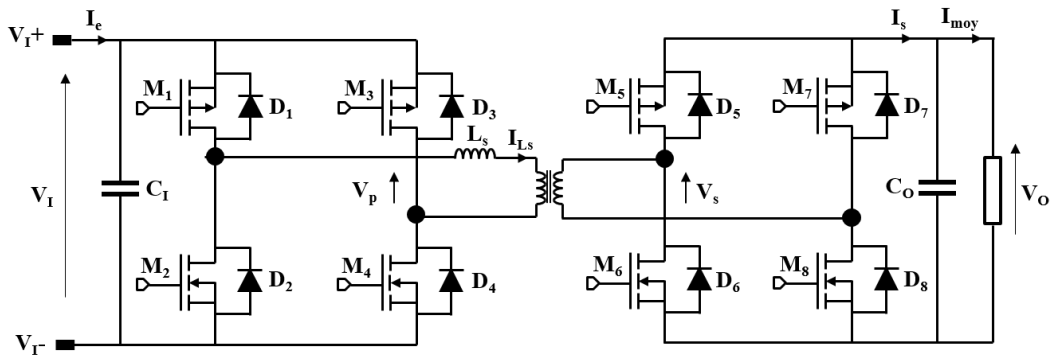 V_I+
I_e
I_s
I_moy
M_1
D_1
M_3
D_3
M_5
D_5
M_7
D_7
L_s
I_Ls
V_I
C_I
V_p
V_s
C_O
V_O
M_2
D_2
M_4
D_4
M_6
D_6
M_8
D_8
V_I-